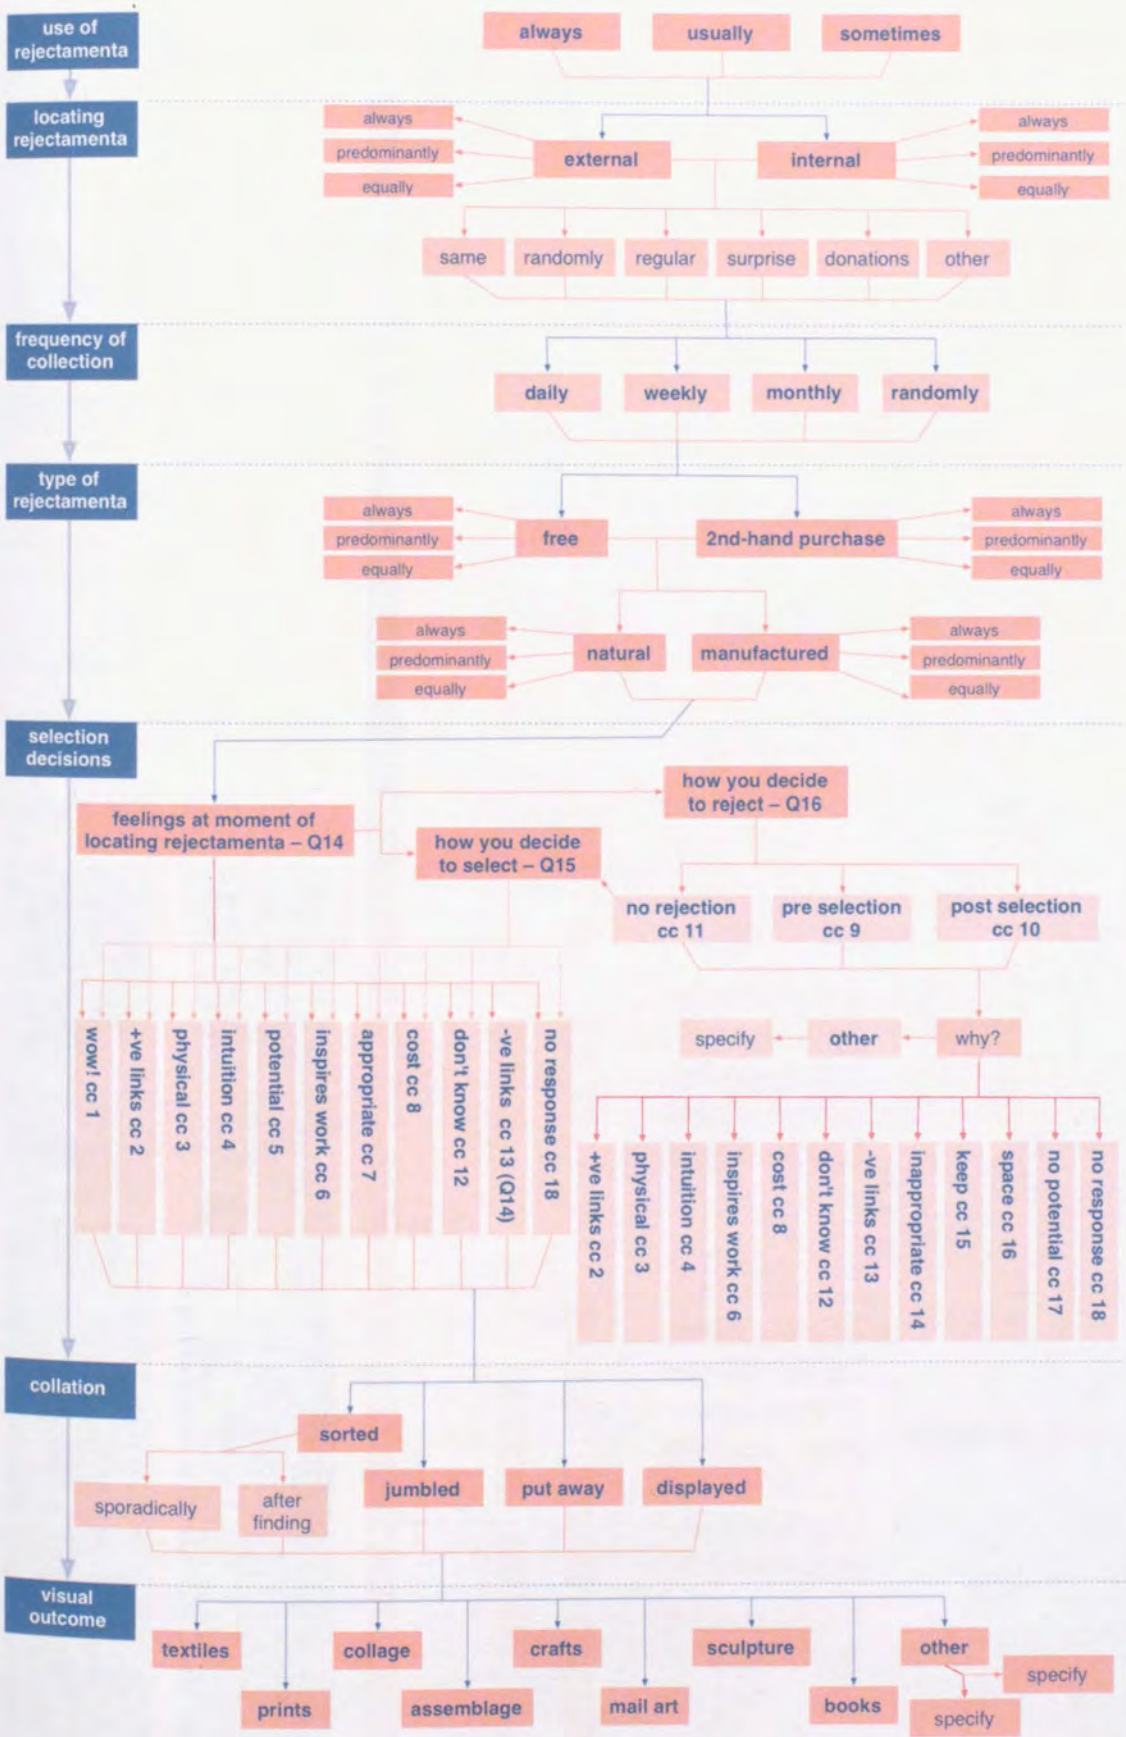 use of
rejectamenta
always
usually
sometimes
locating
rejectamenta
always
predominantly
equally
external
internal
always
predominantly
equally
same
randomly
regular
surprise
donations
other
frequency of
collection
daily
weekly
monthly
randomly
type of
rejectamenta
always
predominantly
equally
free
2nd-hand purchase
always
predominantly
equally
always
predominantly
equally
natural
manufactured
always
predominantly
equally
selection
decisions
feelings at moment of
locating rejectamenta – Q14
how you decide
to select – Q15
how you decide
to reject – Q16
no rejection
cc 11
pre selection
cc 9
post selection
cc 10
specify
other
why?
wow! cc 1
+ve links cc 2
physical cc 3
intuition cc 4
potential cc 5
inspires work cc 6
appropriate cc 7
cost cc 8
don't know cc 12
-ve links cc 13 (Q14)
no response cc 18
+ve links cc 2
physical cc 3
intuition cc 4
inspires work cc 6
cost cc 8
don't know cc 12
-ve links cc 13
inappropriate cc 14
keep cc 15
space cc 16
no potential cc 17
no response cc 18
collation
sorted
sporadically
after
finding
jumbled
put away
displayed
visual
outcome
textiles
collage
crafts
sculpture
other
specify
prints
assemblage
mail art
books
specify